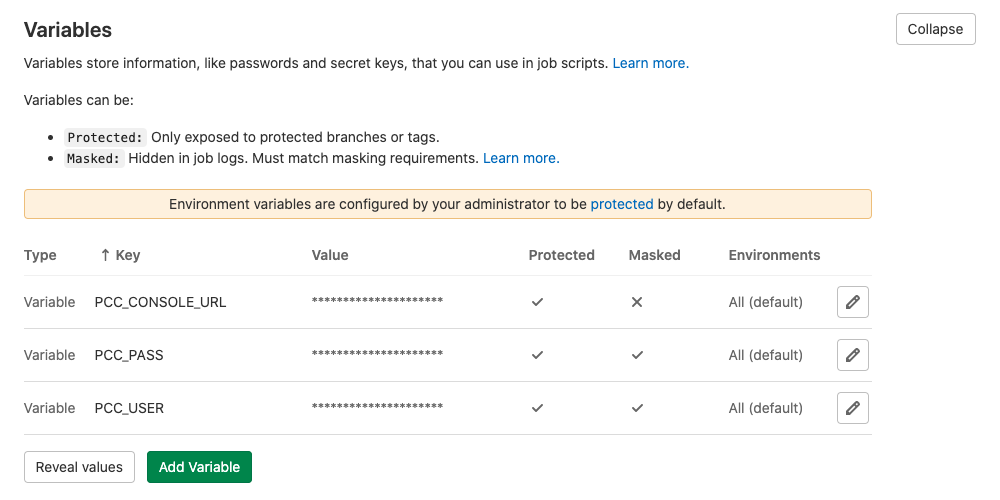 Variables
Collapse
Variables store information, like passwords and secret keys, that you can use in job scripts. Learn more.
Variables can be:
• Protected: Only exposed to protected branches or tags.
• Masked: Hidden in job logs. Must match masking requirements. Learn more.
Environment variables are configured by your administrator to be protected by default.
Type ↑ Key Value Protected Masked Environments
Variable PCC_CONSOLE_URL ********************* ✓ ✕ All (default)
Variable PCC_PASS ********************* ✓ ✓ All (default)
Variable PCC_USER ********************* ✓ ✓ All (default)
Reveal values Add Variable